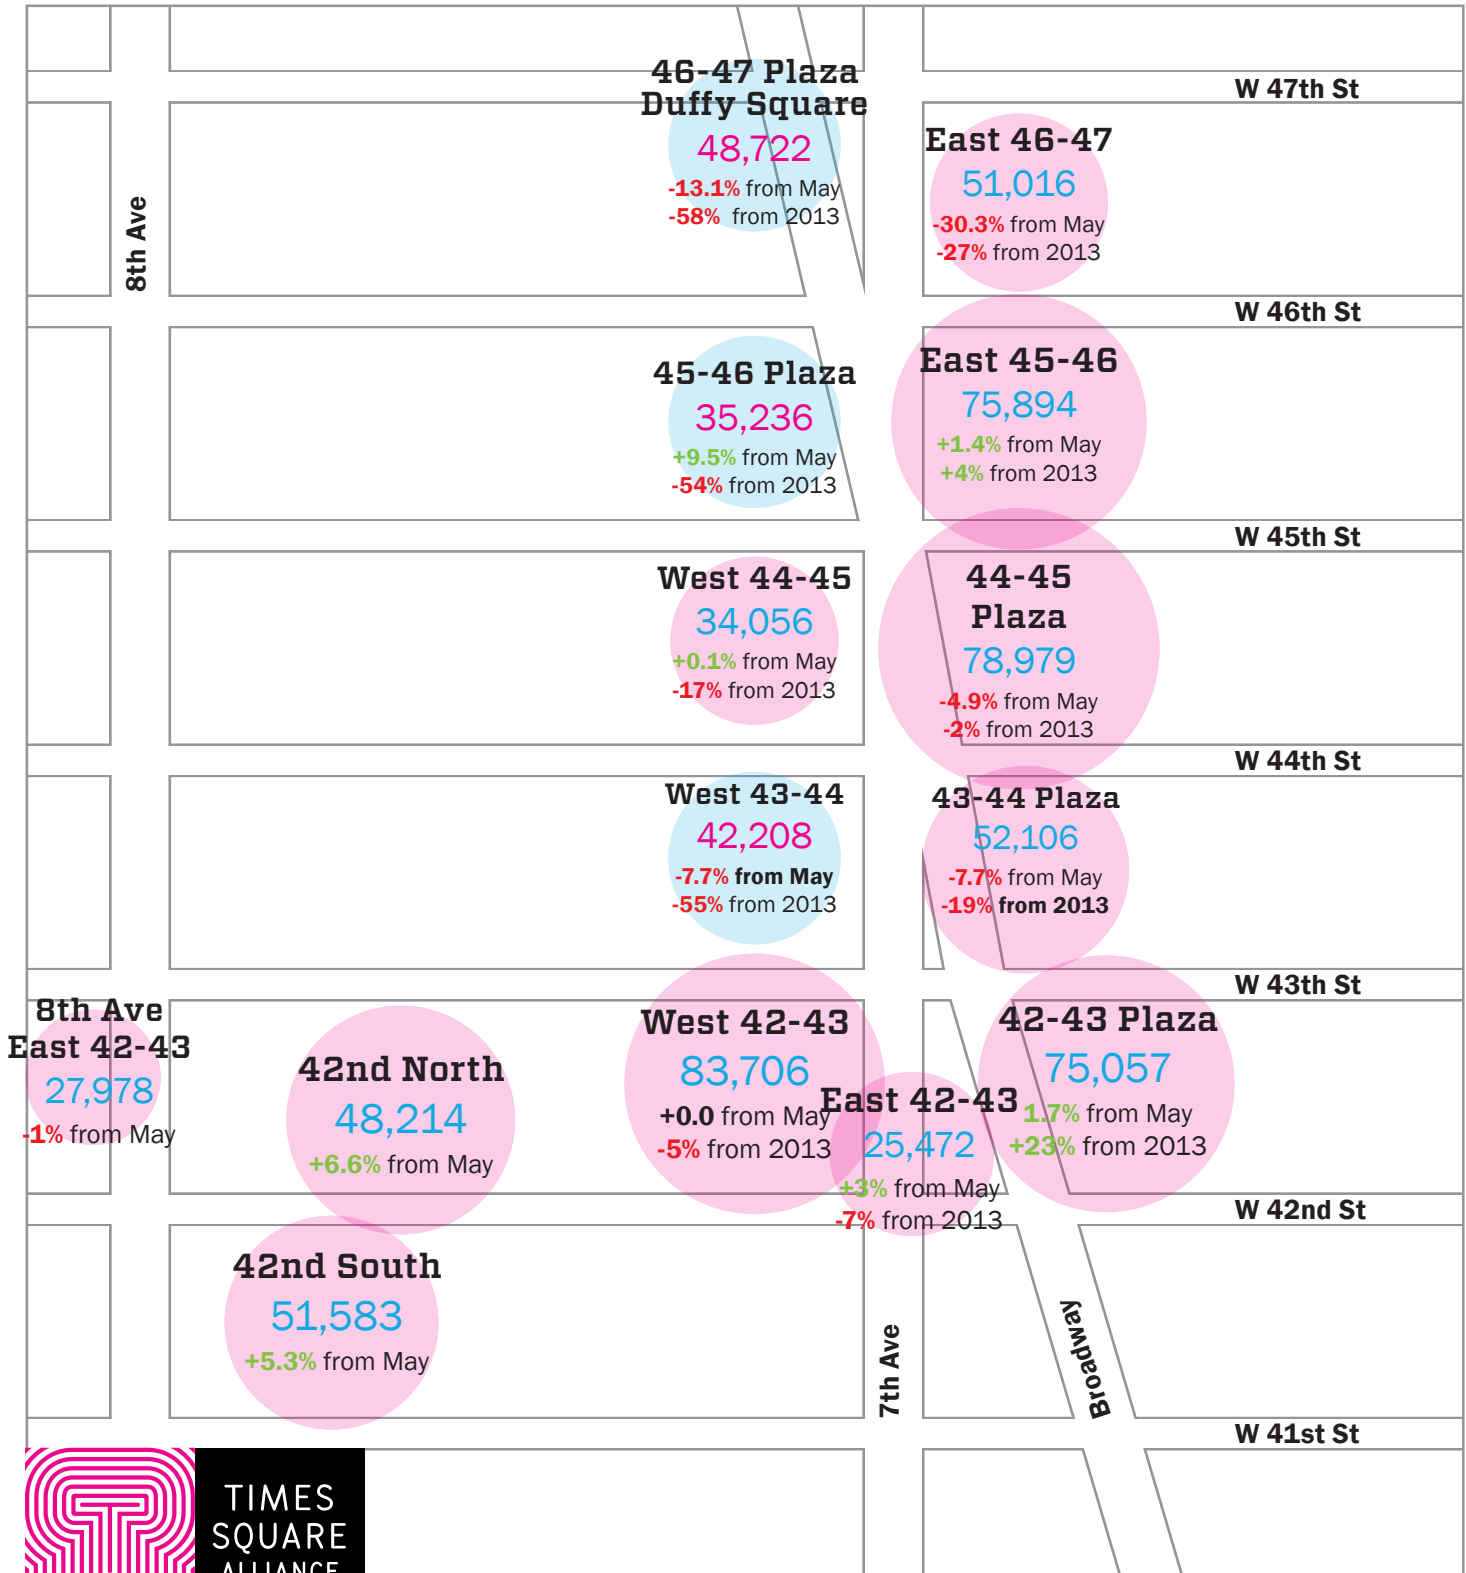 46-47 Plaza
Duffy Square
48,722
-13.1% from May
-58% from 2013
W 47th St
East 46-47
51,016
-30.3% from May
-27% from 2013
8th Ave
W 46th St
45-46 Plaza
35,236
+9.5% from May
-54% from 2013
East 45-46
75,894
+1.4% from May
+4% from 2013
W 45th St
West 44-45
34,056
+0.1% from May
-17% from 2013
44-45
Plaza
78,979
-4.9% from May
-2% from 2013
W 44th St
West 43-44
42,208
-7.7% from May
-55% from 2013
43-44 Plaza
52,106
-7.7% from May
-19% from 2013
W 43th St
8th Ave
East 42-43
27,978
-1% from May
42nd North
48,214
+6.6% from May
West 42-43
83,706
+0.0 from May
-5% from 2013
East 42-43
25,472
+3% from May
-7% from 2013
42-43 Plaza
75,057
1.7% from May
+23% from 2013
W 42nd St
42nd South
51,583
+5.3% from May
7th Ave
Broadway
W 41st St
TIMES
SQUARE
ALLIANCE